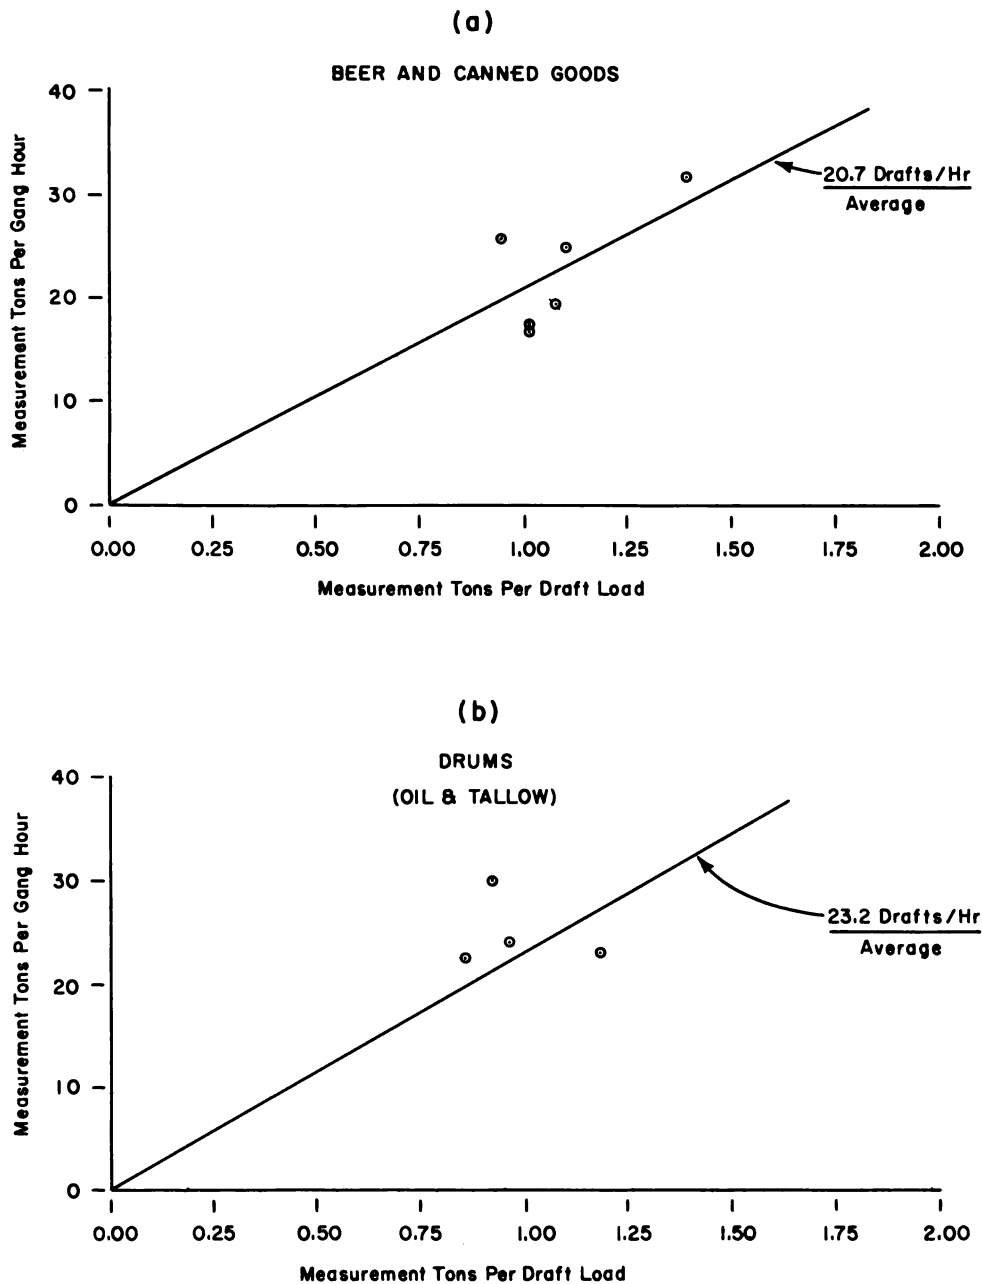 (a)
BEER AND CANNED GOODS
Measurement Tons Per Gang Hour
40
30
20
10
0
20.7 Drafts/Hr
Average
0.00 0.25 0.50 0.75 1.00 1.25 1.50 1.75 2.00
Measurement Tons Per Draft Load
(b)
DRUMS
(OIL & TALLOW)
Measurement Tons Per Gang Hour
40
30
20
10
0
23.2 Drafts/Hr
Average
0.00 0.25 0.50 0.75 1.00 1.25 1.50 1.75 2.00
Measurement Tons Per Draft Load